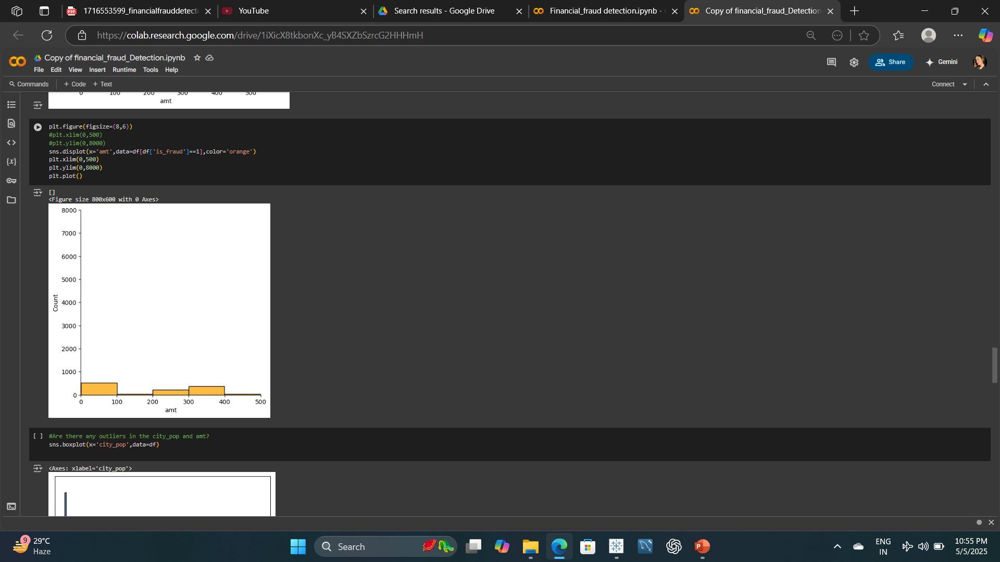 1716553599_financialfrauddetecti
YouTube
Search results - Google Drive
Financial_fraud detection.ipynb -
Copy of financial_fraud_Detection
https://colab.research.google.com/drive/1iXicX8tkbonXc_yB4SXZbSzrcG2HHHmH
Copy of financial_fraud_Detection.ipynb
File Edit View Insert Runtime Tools Help
Share
Gemini
Commands + Code + Text
Connect
0 100 200 300 400 500
amt
plt.figure(figsize=(8,6))
#plt.xlim(0,500)
#plt.ylim(0,8000)
sns.displot(x='amt',data=df[df['is_fraud']==1],color='orange')
plt.xlim(0,500)
plt.ylim(0,8000)
plt.plot()
[]
<Figure size 800x600 with 0 Axes>
8000
7000
6000
5000
4000
3000
2000
1000
0
Count
0 100 200 300 400 500
amt
[ ] #Are there any outliers in the city_pop and amt?
sns.boxplot(x='city_pop',data=df)
<Axes: xlabel='city_pop'>
9
29°C
Haze
Search
ENG
IN
10:55 PM
5/5/2025